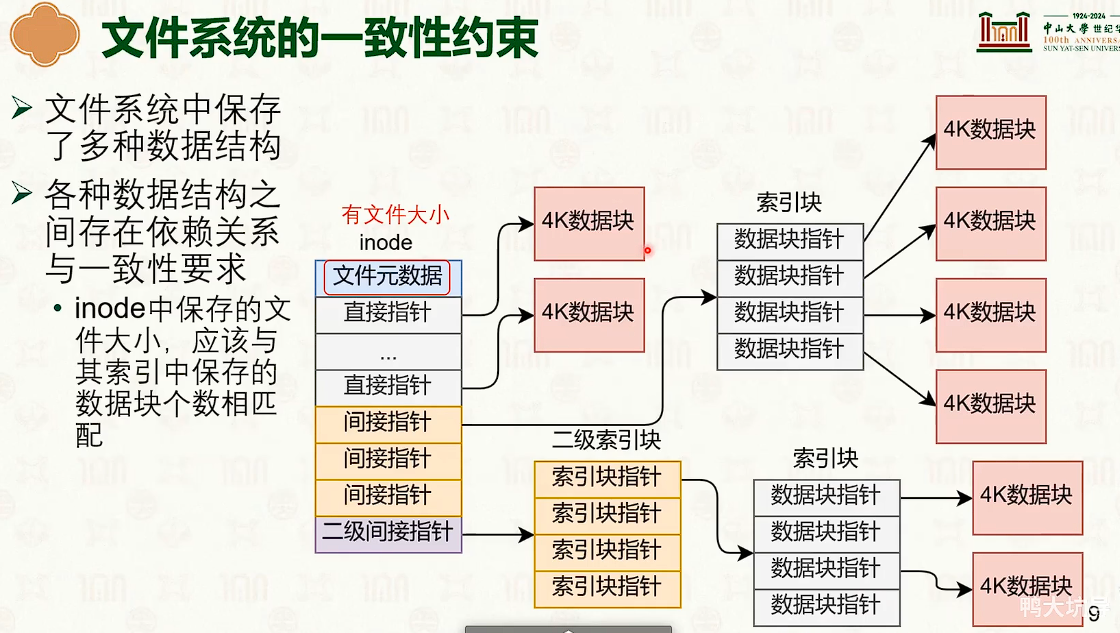 文件系统的一致性约束
1924-2024
中山大學世紀华
100th ANNIVERSA
SUN YAT-SEN UNIVERS
➢ 文件系统中保存
了多种数据结构
➢ 各种数据结构之
间存在依赖关系
与一致性要求
• inode中保存的文
件大小，应该与
其索引中保存的
数据块个数相匹
配
有文件大小
inode
文件元数据
直接指针
...
直接指针
间接指针
间接指针
间接指针
二级间接指针
4K数据块
4K数据块
二级索引块
索引块指针
索引块指针
索引块指针
索引块指针
索引块
数据块指针
数据块指针
数据块指针
数据块指针
4K数据块
4K数据块
4K数据块
4K数据块
索引块
数据块指针
数据块指针
数据块指针
数据块指针
4K数据块
4K数据块
鸭大坑
9